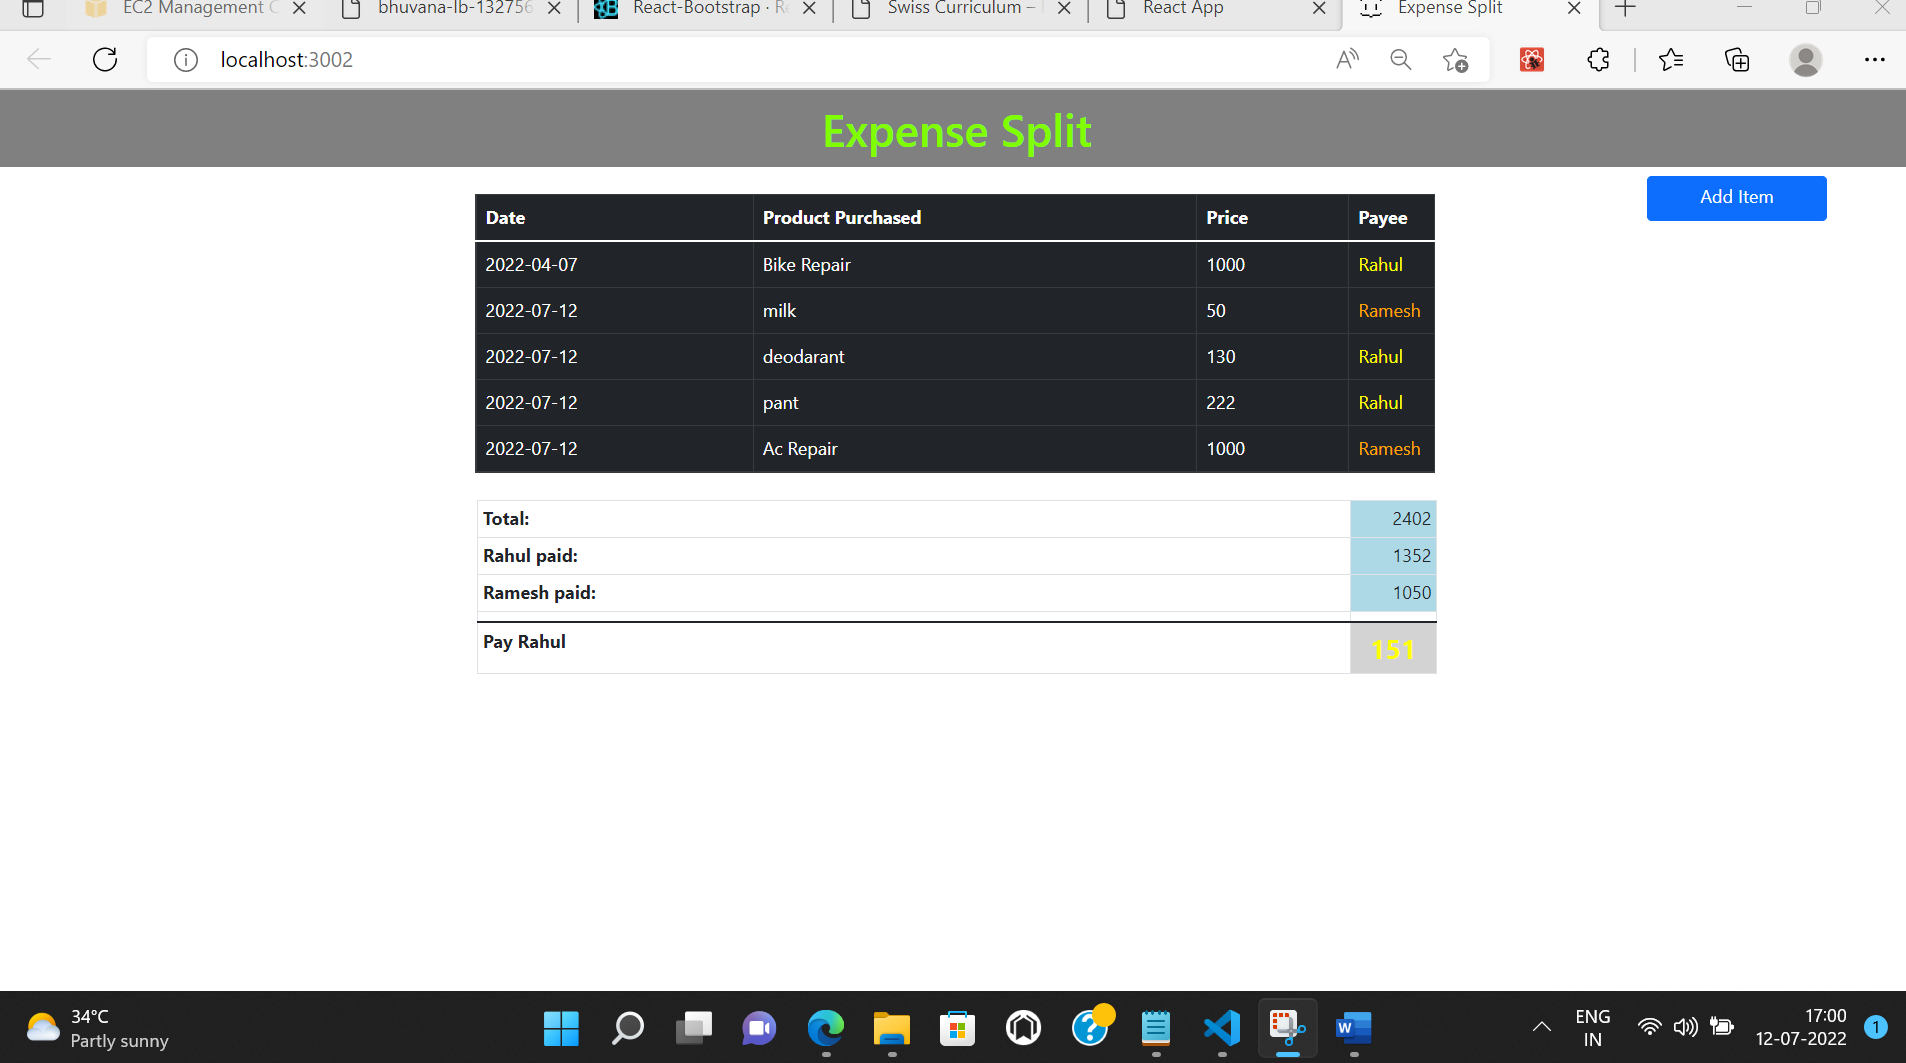 EC2 Management C
bhuvana-lb-132756
React-Bootstrap · Re
Swiss Curriculum –
React App
Expense Split
localhost:3002
Expense Split
Add Item
Date Product Purchased Price Payee
2022-04-07 Bike Repair 1000 Rahul
2022-07-12 milk 50 Ramesh
2022-07-12 deodarant 130 Rahul
2022-07-12 pant 222 Rahul
2022-07-12 Ac Repair 1000 Ramesh
Total: 2402
Rahul paid: 1352
Ramesh paid: 1050
Pay Rahul 151
34°C
Partly sunny
ENG
IN
17:00
12-07-2022
1